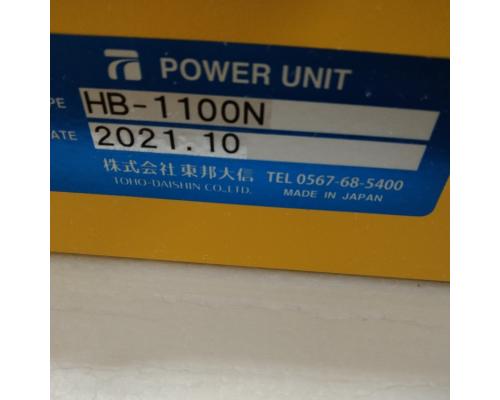 POWER UNIT
PE HB-1100N
ATE 2021.10
株式会社東邦大信 TEL 0567-68-5400
TOHO-DAISHIN CO.,LTD. MADE IN JAPAN